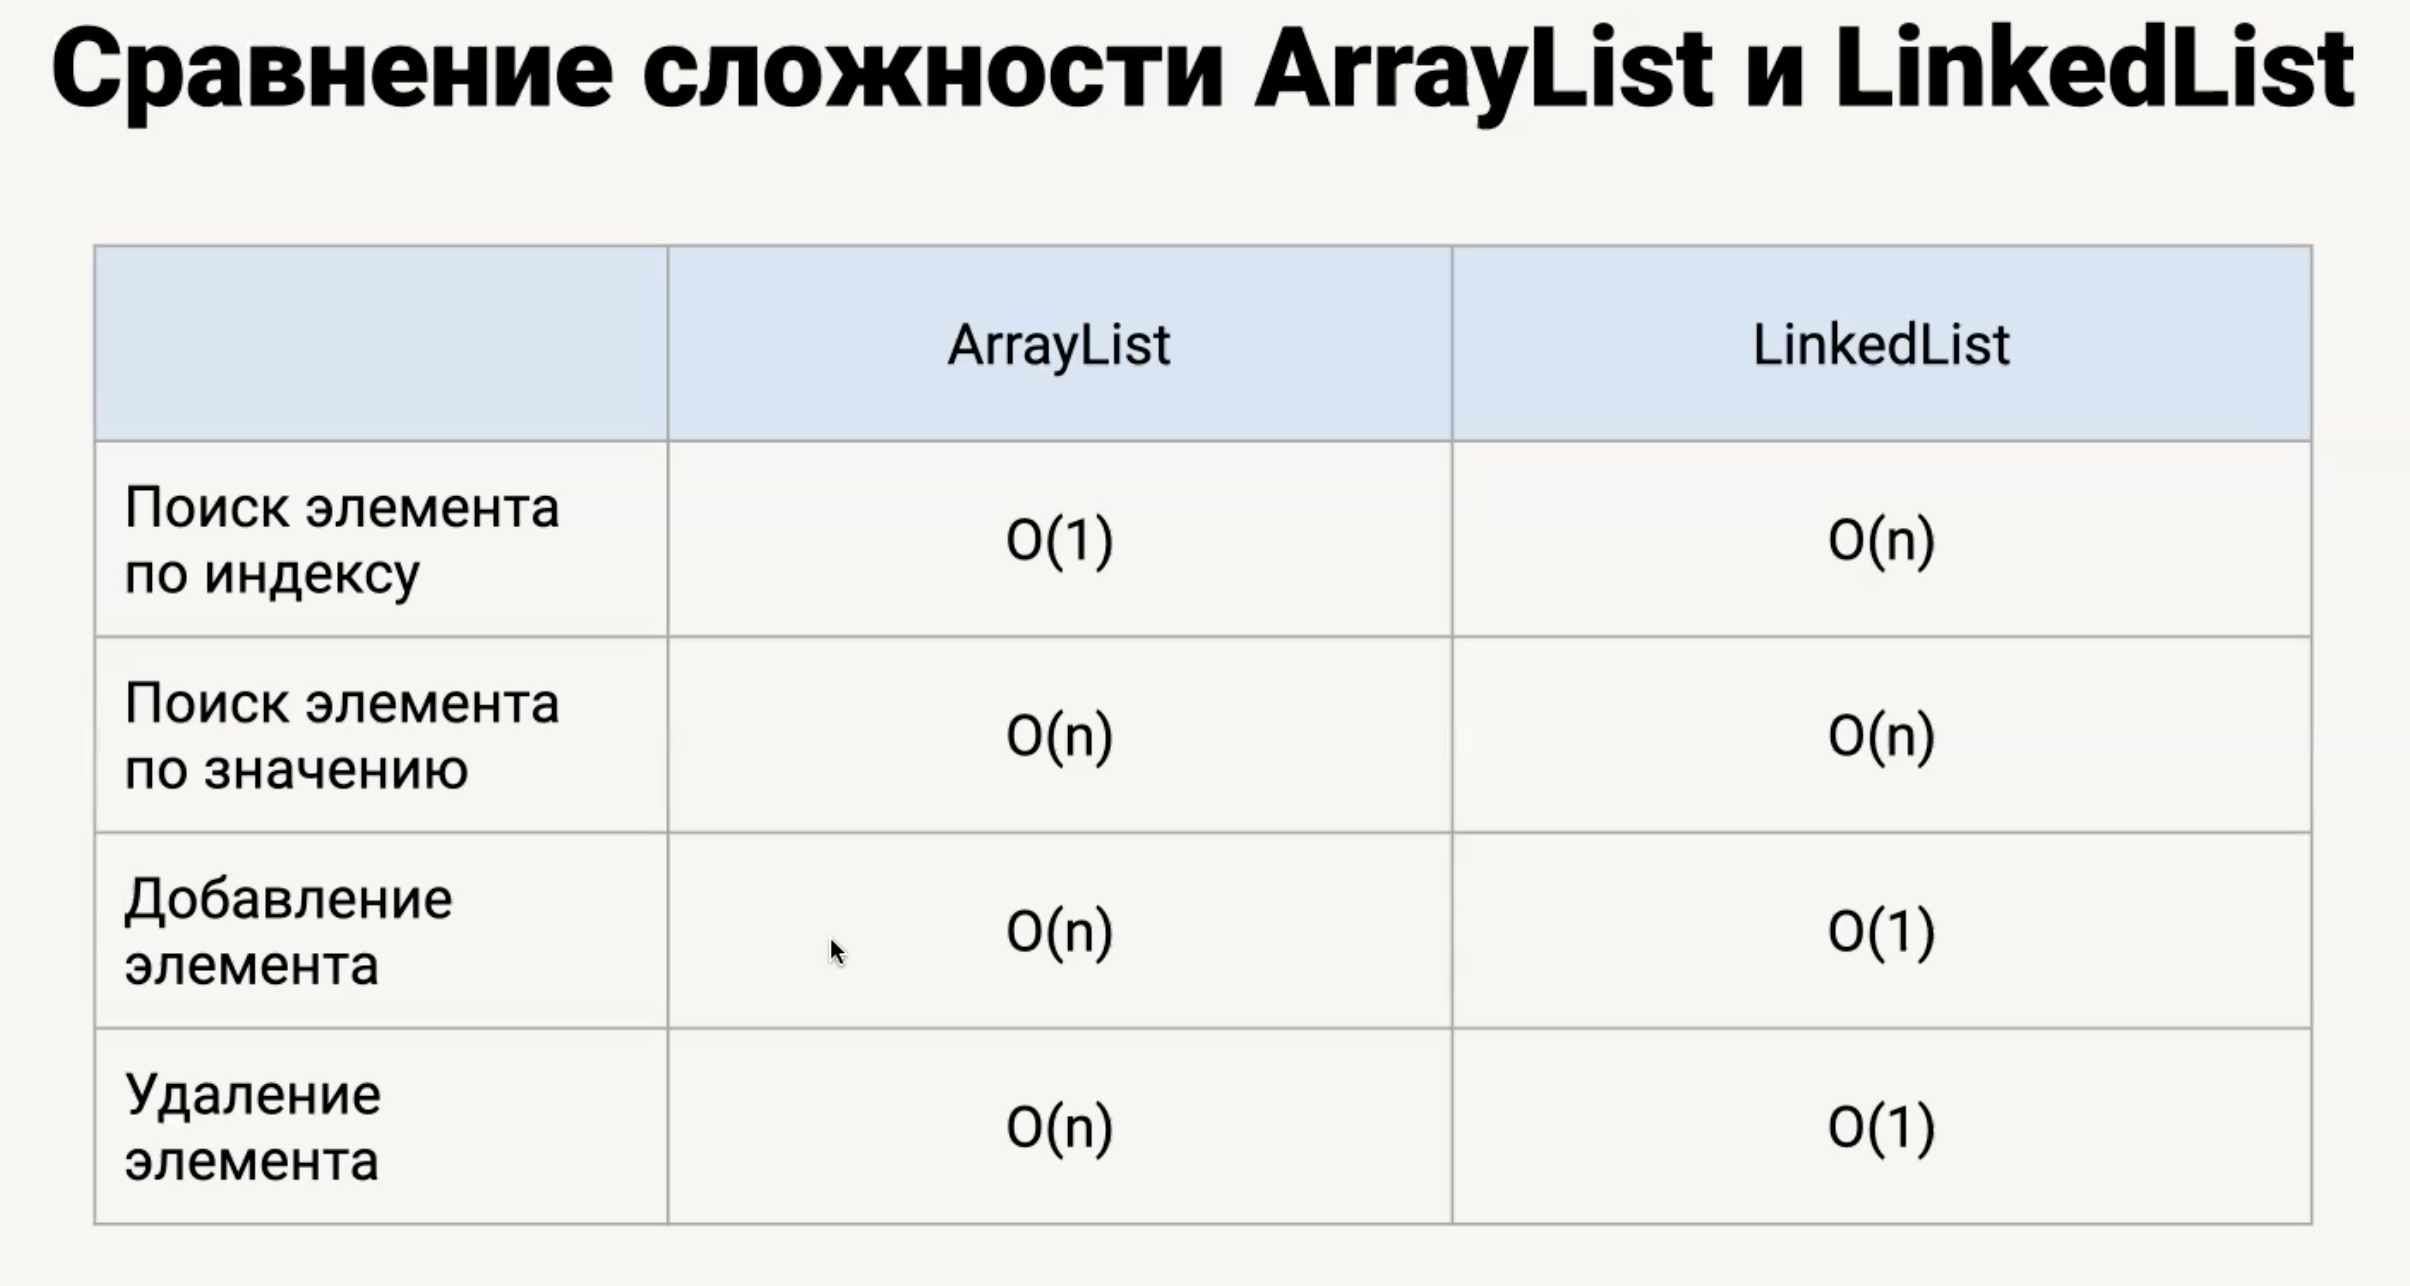 Сравнение сложности ArrayList и LinkedList
ArrayList
LinkedList
Поиск элемента
по индексу
O(1)
O(n)
Поиск элемента
по значению
O(n)
O(n)
Добавление
элемента
O(n)
O(1)
Удаление
элемента
O(n)
O(1)